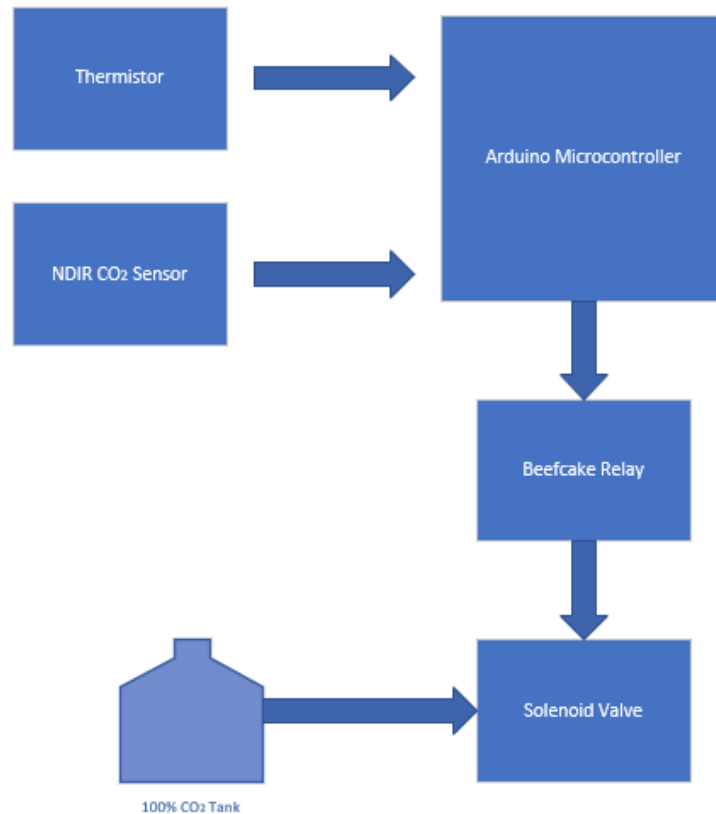 Thermistor
Arduino Microcontroller
NDIR CO2 Sensor
Beefcake Relay
Solenoid Valve
100% CO2 Tank